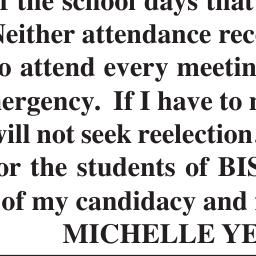 the school days that
Neither attendance rec
o attend every meetin
ergency. If I have to
will not seek reelection.
or the students of BIS
of my candidacy and
MICHELLE YE